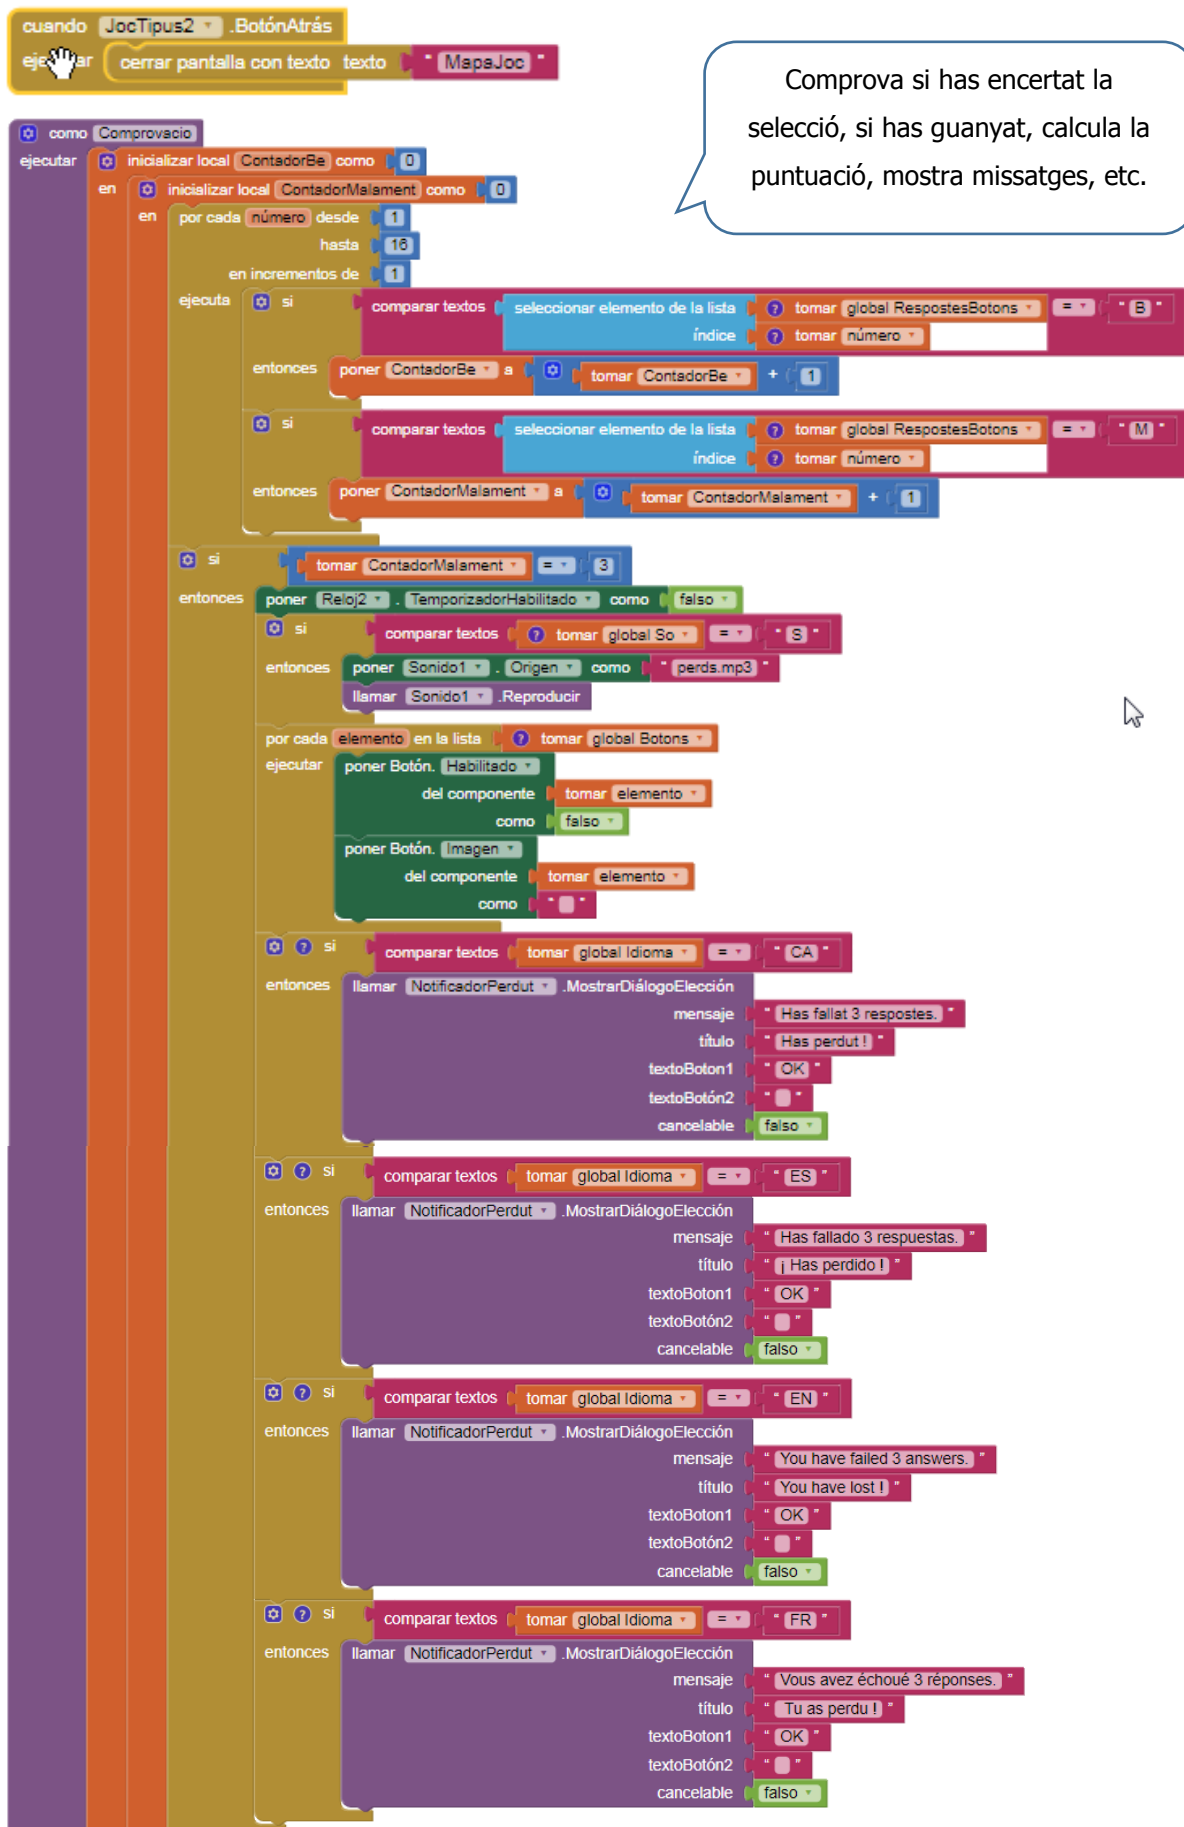 cuando JocTipus2 .BotónAtrás
ejecutar cerrar pantalla con texto texto " MapaJoc "
Comprova si has encertat la
selecció, si has guanyat, calcula la
puntuació, mostra missatges, etc.
como Comprovacio
ejecutar inicializar local ContadorBe como 0
en inicializar local ContadorMalament como 0
en por cada número desde 1
hasta 16
en incrementos de 1
ejecuta si comparar textos seleccionar elemento de la lista ? tomar global RespostesBotons = " B "
índice ? tomar número
entonces poner ContadorBe a tomar ContadorBe + 1
si comparar textos seleccionar elemento de la lista ? tomar global RespostesBotons = " M "
índice ? tomar número
entonces poner ContadorMalament a tomar ContadorMalament + 1
si tomar ContadorMalament = 3
entonces poner Reloj2 . TemporizadorHabilitado como falso
si comparar textos ? tomar global So = " S "
entonces poner Sonido1 . Origen como " perds.mp3 "
llamar Sonido1 .Reproducir
por cada elemento en la lista ? tomar global Botons
ejecutar poner Botón. Habilitado
del componente tomar elemento
como falso
poner Botón. Imagen
del componente tomar elemento
como " "
? si comparar textos tomar global Idioma = " CA "
entonces llamar NotificadorPerdut .MostrarDiálogoElección
mensaje " Has fallat 3 respostes. "
título " Has perdut ! "
textoBoton1 " OK "
textoBotón2 " "
cancelable falso
? si comparar textos tomar global Idioma = " ES "
entonces llamar NotificadorPerdut .MostrarDiálogoElección
mensaje " Has fallado 3 respuestas. "
título " ¡ Has perdido ! "
textoBoton1 " OK "
textoBotón2 " "
cancelable falso
? si comparar textos tomar global Idioma = " EN "
entonces llamar NotificadorPerdut .MostrarDiálogoElección
mensaje " You have failed 3 answers. "
título " You have lost ! "
textoBoton1 " OK "
textoBotón2 " "
cancelable falso
? si comparar textos tomar global Idioma = " FR "
entonces llamar NotificadorPerdut .MostrarDiálogoElección
mensaje " Vous avez échoué 3 réponses. "
título " Tu as perdu ! "
textoBoton1 " OK "
textoBotón2 " "
cancelable falso